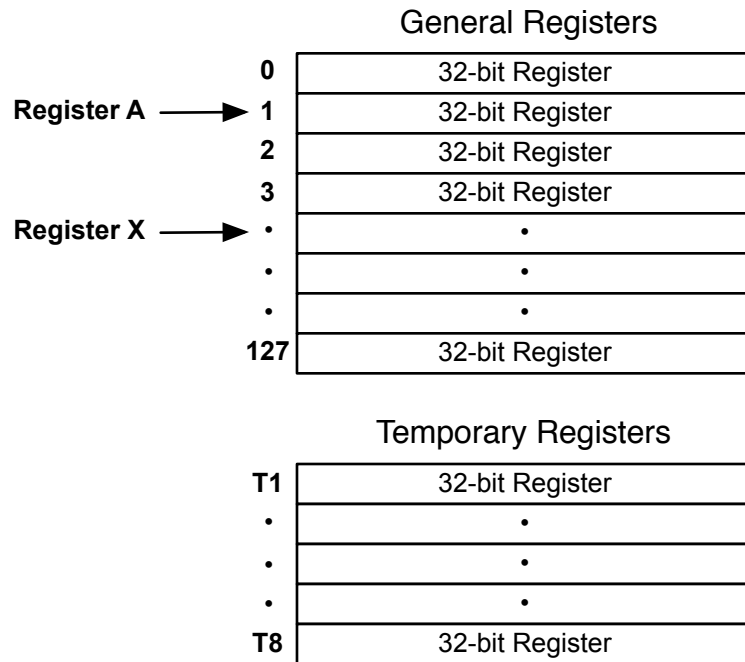 General Registers
0 32-bit Register
Register A 1 32-bit Register
2 32-bit Register
3 32-bit Register
Register X • •
• •
• •
127 32-bit Register
Temporary Registers
T1 32-bit Register
• •
• •
• •
T8 32-bit Register